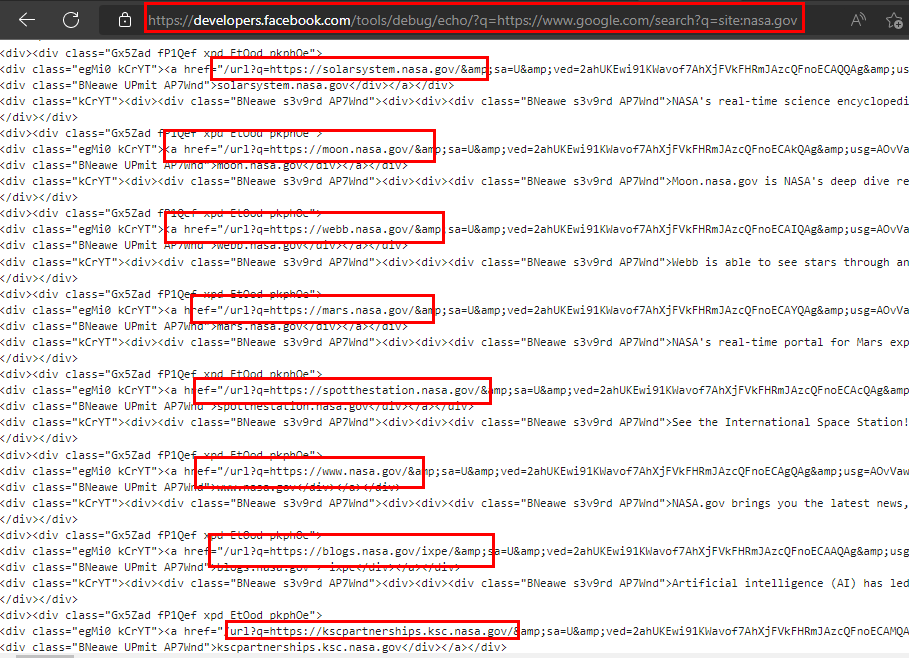 https://developers.facebook.com/tools/debug/echo/?q=https://www.google.com/search?q=site:nasa.gov
<div><div class="Gx5Zad fP1Qef xpd EtOod pkphOe">
<div class="egMi0 kCrYT"><a href="/url?q=https://solarsystem.nasa.gov/&amp;sa=U&amp;ved=2ahUKEwi91KWavof7AhXjFVkFHRmJAzcQFnoECAQQAg&amp;us
<div class="BNeawe UPmit AP7Wnd">solarsystem.nasa.gov</div></a></div>
<div class="kCrYT"><div><div class="BNeawe s3v9rd AP7Wnd"><div><div><div class="BNeawe s3v9rd AP7Wnd">NASA's real-time science encyclopedi
</div></div>
<div><div class="Gx5Zad fP1Qef xpd EtOod pkphOe">
<div class="egMi0 kCrYT"><a href="/url?q=https://moon.nasa.gov/&amp;sa=U&amp;ved=2ahUKEwi91KWavof7AhXjFVkFHRmJAzcQFnoECAkQAg&amp;usg=AOvVa
<div class="BNeawe UPmit AP7Wnd">moon.nasa.gov</div></a></div>
<div class="kCrYT"><div><div class="BNeawe s3v9rd AP7Wnd"><div><div><div class="BNeawe s3v9rd AP7Wnd">Moon.nasa.gov is NASA's deep dive re
</div></div>
<div><div class="Gx5Zad fP1Qef xpd EtOod pkphOe">
<div class="egMi0 kCrYT"><a href="/url?q=https://webb.nasa.gov/&amp;sa=U&amp;ved=2ahUKEwi91KWavof7AhXjFVkFHRmJAzcQFnoECAIQAg&amp;usg=AOvVa
<div class="BNeawe UPmit AP7Wnd">webb.nasa.gov</div></a></div>
<div class="kCrYT"><div><div class="BNeawe s3v9rd AP7Wnd"><div><div><div class="BNeawe s3v9rd AP7Wnd">Webb is able to see stars through an
</div></div>
<div><div class="Gx5Zad fP1Qef xpd EtOod pkphOe">
<div class="egMi0 kCrYT"><a href="/url?q=https://mars.nasa.gov/&amp;sa=U&amp;ved=2ahUKEwi91KWavof7AhXjFVkFHRmJAzcQFnoECAYQAg&amp;usg=AOvVa
<div class="BNeawe UPmit AP7Wnd">mars.nasa.gov</div></a></div>
<div class="kCrYT"><div><div class="BNeawe s3v9rd AP7Wnd"><div><div><div class="BNeawe s3v9rd AP7Wnd">NASA's real-time portal for Mars exp
</div></div>
<div><div class="Gx5Zad fP1Qef xpd EtOod pkphOe">
<div class="egMi0 kCrYT"><a href="/url?q=https://spotthestation.nasa.gov/&amp;sa=U&amp;ved=2ahUKEwi91KWavof7AhXjFVkFHRmJAzcQFnoECAcQAg&amp
<div class="BNeawe UPmit AP7Wnd">spotthestation.nasa.gov</div></a></div>
<div class="kCrYT"><div><div class="BNeawe s3v9rd AP7Wnd"><div><div><div class="BNeawe s3v9rd AP7Wnd">See the International Space Station!
</div></div>
<div><div class="Gx5Zad fP1Qef xpd EtOod pkphOe">
<div class="egMi0 kCrYT"><a href="/url?q=https://www.nasa.gov/&amp;sa=U&amp;ved=2ahUKEwi91KWavof7AhXjFVkFHRmJAzcQFnoECAgQAg&amp;usg=AOvVaw
<div class="BNeawe UPmit AP7Wnd">www.nasa.gov</div></a></div>
<div class="kCrYT"><div><div class="BNeawe s3v9rd AP7Wnd"><div><div><div class="BNeawe s3v9rd AP7Wnd">NASA.gov brings you the latest news,
</div></div>
<div><div class="Gx5Zad fP1Qef xpd EtOod pkphOe">
<div class="egMi0 kCrYT"><a href="/url?q=https://blogs.nasa.gov/ixpe/&amp;sa=U&amp;ved=2ahUKEwi91KWavof7AhXjFVkFHRmJAzcQFnoECAAQAg&amp;usg
<div class="BNeawe UPmit AP7Wnd">blogs.nasa.gov › ixpe</div></a></div>
<div class="kCrYT"><div><div class="BNeawe s3v9rd AP7Wnd"><div><div><div class="BNeawe s3v9rd AP7Wnd">Artificial intelligence (AI) has led
</div></div>
<div><div class="Gx5Zad fP1Qef xpd EtOod pkphOe">
<div class="egMi0 kCrYT"><a href="/url?q=https://kscpartnerships.ksc.nasa.gov/&amp;sa=U&amp;ved=2ahUKEwi91KWavof7AhXjFVkFHRmJAzcQFnoECAMQA
<div class="BNeawe UPmit AP7Wnd">kscpartnerships.ksc.nasa.gov</div></a></div>